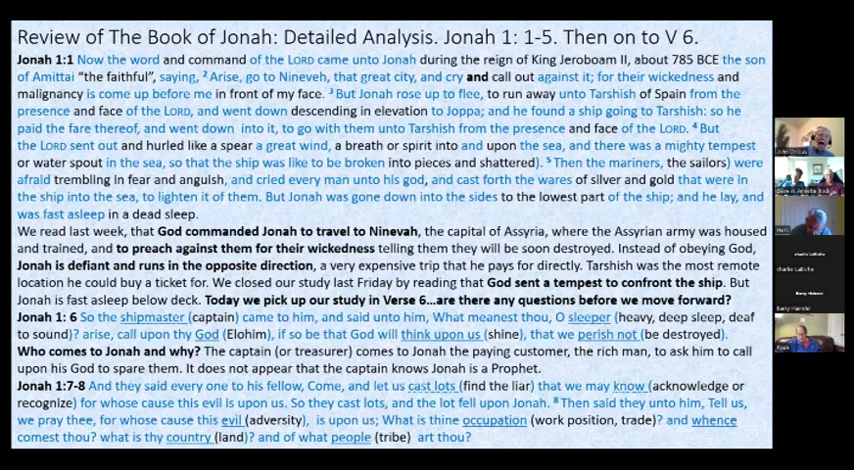 Review of The Book of Jonah: Detailed Analysis. Jonah 1: 1-5. Then on to V 6.
Jonah 1:1 Now the word and command of the LORD came unto Jonah during the reign of King Jeroboam II, about 785 BCE the son
of Amittai “the faithful”, saying, 2 Arise, go to Nineveh, that great city, and cry and call out against it; for their wickedness and
malignancy is come up before me in front of my face. 3 But Jonah rose up to flee, to run away unto Tarshish of Spain from the
presence and face of the LORD, and went down descending in elevation to Joppa; and he found a ship going to Tarshish: so he
paid the fare thereof, and went down into it, to go with them unto Tarshish from the presence and face of the LORD. 4 But
the LORD sent out and hurled like a spear a great wind, a breath or spirit into and upon the sea, and there was a mighty tempest
or water spout in the sea, so that the ship was like to be broken into pieces and shattered). 5 Then the mariners, the sailors) were
afraid trembling in fear and anguish, and cried every man unto his god, and cast forth the wares of silver and gold that were in
the ship into the sea, to lighten it of them. But Jonah was gone down into the sides to the lowest part of the ship; and he lay, and
was fast asleep in a dead sleep.
We read last week, that God commanded Jonah to travel to Ninevah, the capital of Assyria, where the Assyrian army was housed
and trained, and to preach against them for their wickedness telling them they will be soon destroyed. Instead of obeying God,
Jonah is defiant and runs in the opposite direction, a very expensive trip that he pays for directly. Tarshish was the most remote
location he could buy a ticket for. We closed our study last Friday by reading that God sent a tempest to confront the ship. But
Jonah is fast asleep below deck. Today we pick up our study in Verse 6...are there any questions before we move forward?
Jonah 1: 6 So the shipmaster (captain) came to him, and said unto him, What meanest thou, O sleeper (heavy, deep sleep, deaf
to sound)? arise, call upon thy God (Elohim), if so be that God will think upon us (shine), that we perish not (be destroyed).
Who comes to Jonah and why? The captain (or treasurer) comes to Jonah the paying customer, the rich man, to ask him to call
upon his God to spare them. It does not appear that the captain knows Jonah is a Prophet.
Jonah 1:7-8 And they said every one to his fellow, Come, and let us cast lots (find the liar) that we may know (acknowledge or
recognize) for whose cause this evil is upon us. So they cast lots, and the lot fell upon Jonah. 8 Then said they unto him, Tell us,
we pray thee, for whose cause this evil (adversity), is upon us; What is thine occupation (work position, trade)? and whence
comest thou? what is thy country (land)? and of what people (tribe) art thou?
charlie LaBiche
charlie LaBiche
Barry Haindel
Barry Haindel
Ryan